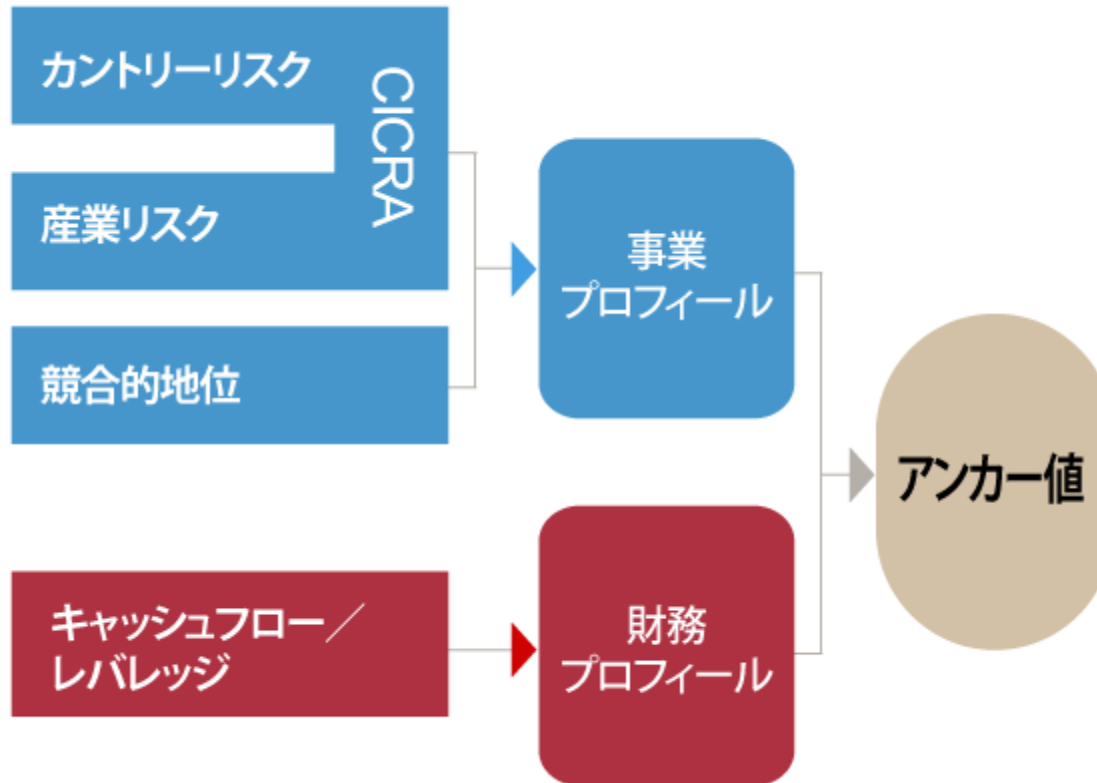 カントリーリスク
CICRA
産業リスク
競合的地位
事業
プロフィール
アンカー値
キャッシュフロー／
レバレッジ
財務
プロフィール